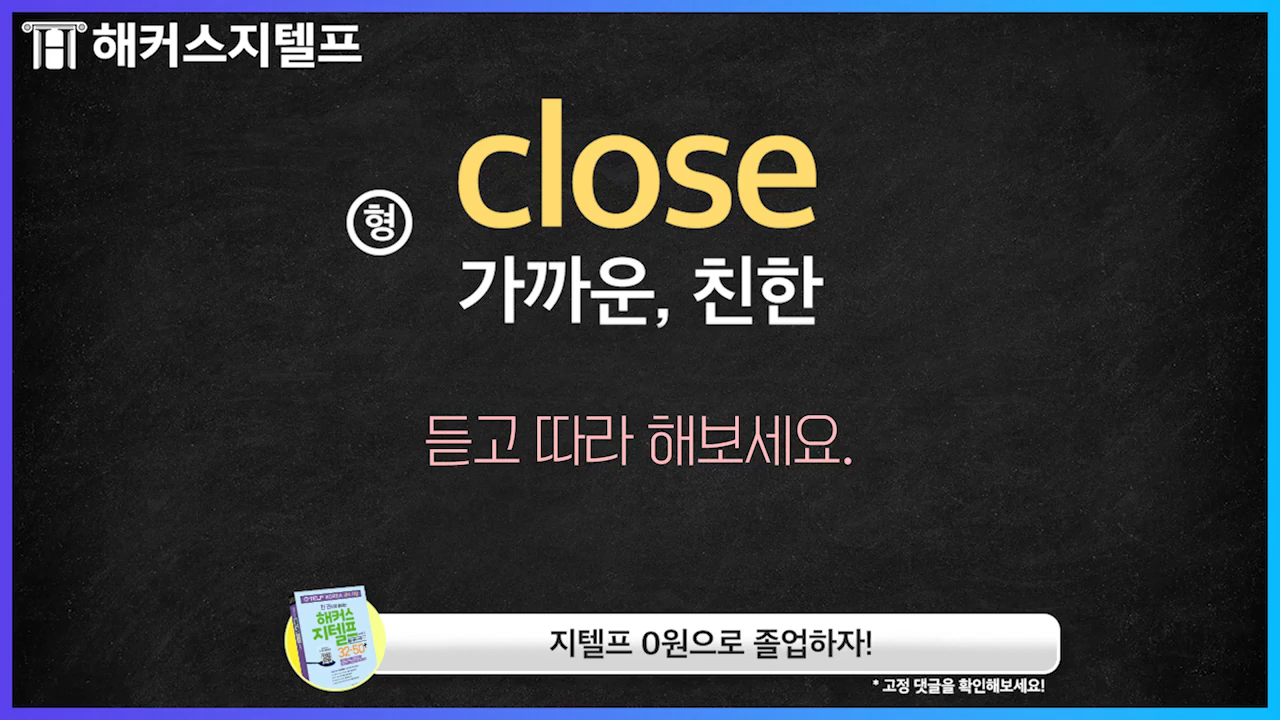 해커스지텔프
close
형
가까운, 친한
듣고 따라 해보세요.
해커스
지텔프
32-50
지텔프 0원으로 졸업하자!
* 고정 댓글을 확인해보세요!